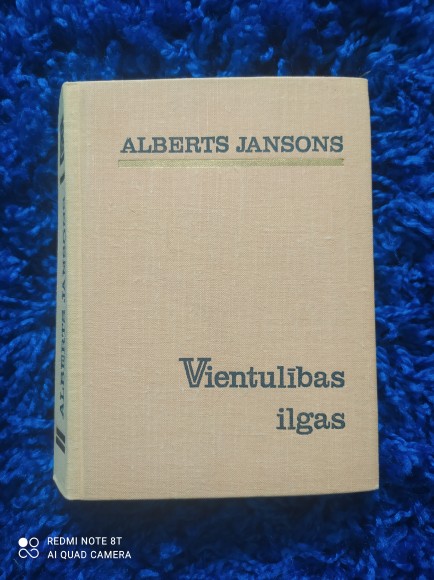 ALBERTS JANSONS
Vientulības
ilgas
ALBERTS JANSONS
REDMI NOTE 8T
AI QUAD CAMERA